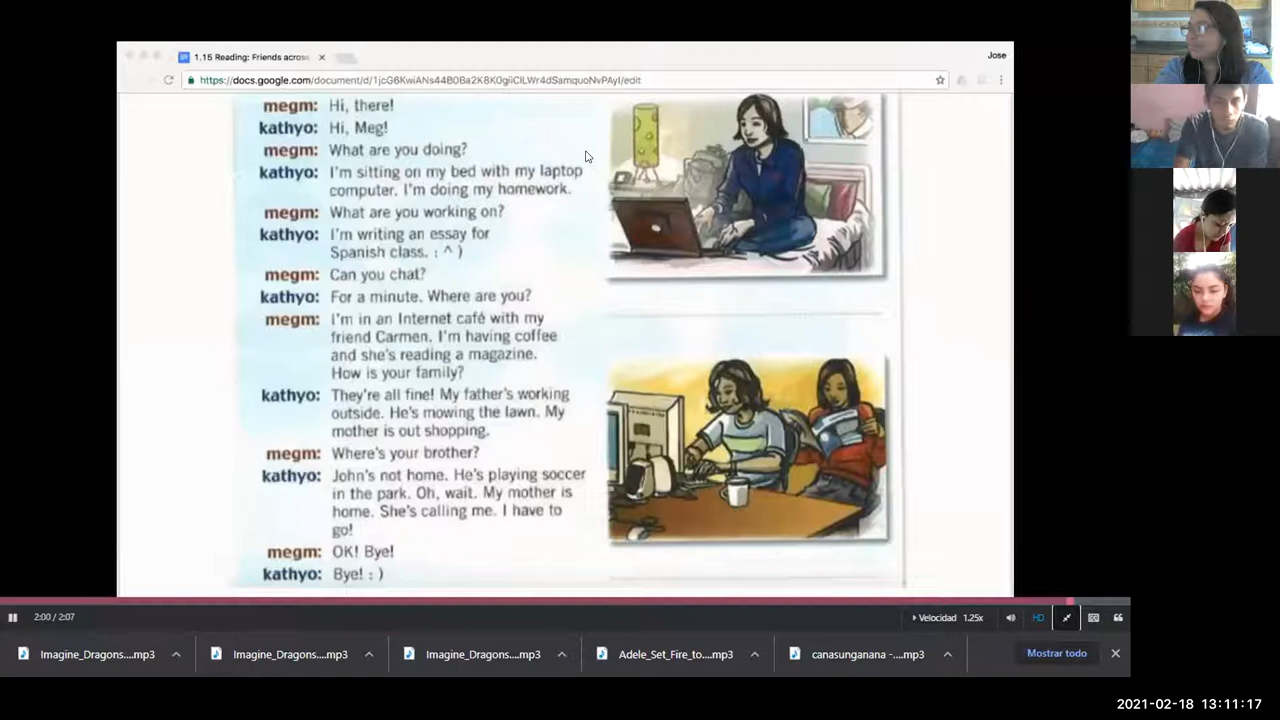 1.15 Reading: Friends across
Jose
https://docs.google.com/document/d/1jcG6KwiANs44B0Ba2K8K0giiClLWr4dSamquoNvPAyI/edit
megm: Hi, there!
kathyo: Hi, Meg!
megm: What are you doing?
kathyo: I'm sitting on my bed with my laptop
computer. I'm doing my homework.
megm: What are you working on?
kathyo: I'm writing an essay for
Spanish class. : ^ )
megm: Can you chat?
kathyo: For a minute. Where are you?
megm: I'm in an Internet café with my
friend Carmen. I'm having coffee
and she's reading a magazine.
How is your family?
kathyo: They're all fine! My father's working
outside. He's mowing the lawn. My
mother is out shopping.
megm: Where's your brother?
kathyo: John's not home. He's playing soccer
in the park. Oh, wait. My mother is
home. She's calling me. I have to
go!
megm: OK! Bye!
kathyo: Bye! : )
2:00 / 2:07
Velocidad 1.25x
HD
Imagine_Dragons....mp3
Imagine_Dragons....mp3
Imagine_Dragons....mp3
Adele_Set_Fire_to....mp3
canasunganana -....mp3
Mostrar todo
2021-02-18 13:11:17